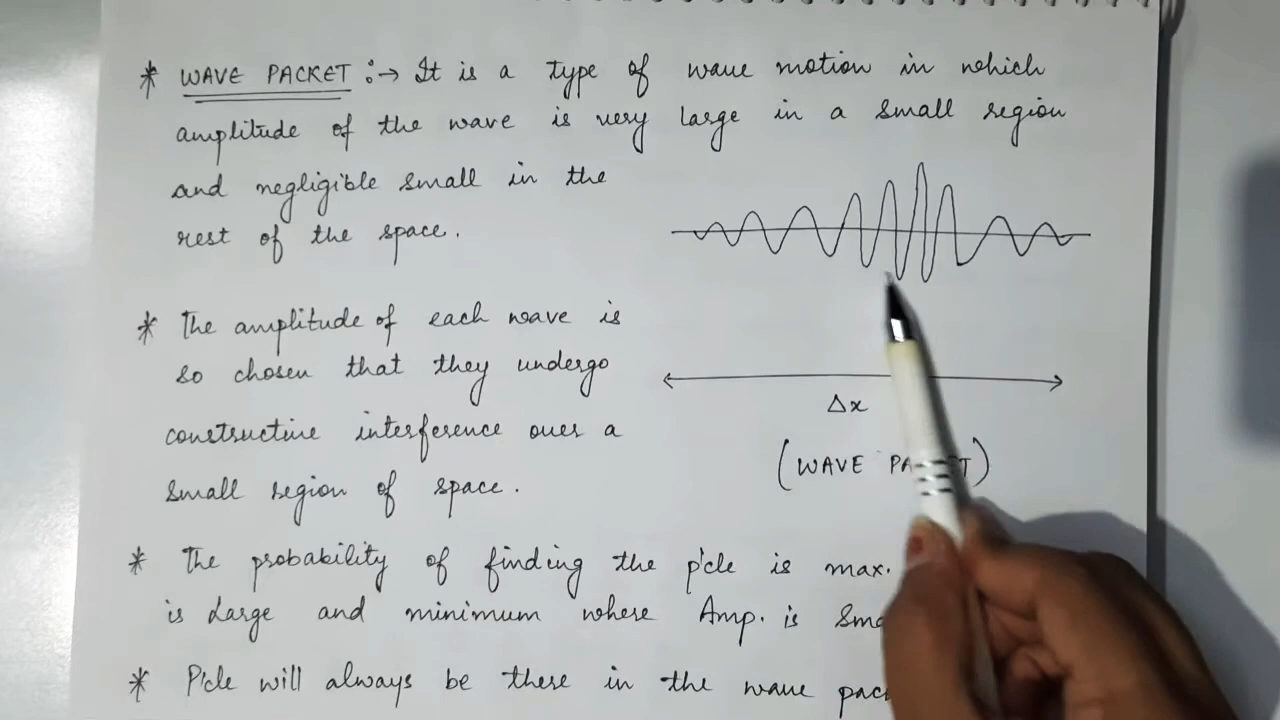 * WAVE PACKET :→ It is a type of wave motion in which
amplitude of the wave is very large in a small region
and negligible small in the
rest of the space.
* The amplitude of each wave is
so chosen that they undergo
constructive interference over a
small region of space.
Δx
(WAVE PACKET)
* The probability of finding the p'cle is max.
is large and minimum where Amp. is
* P'cle will always be there in the wave